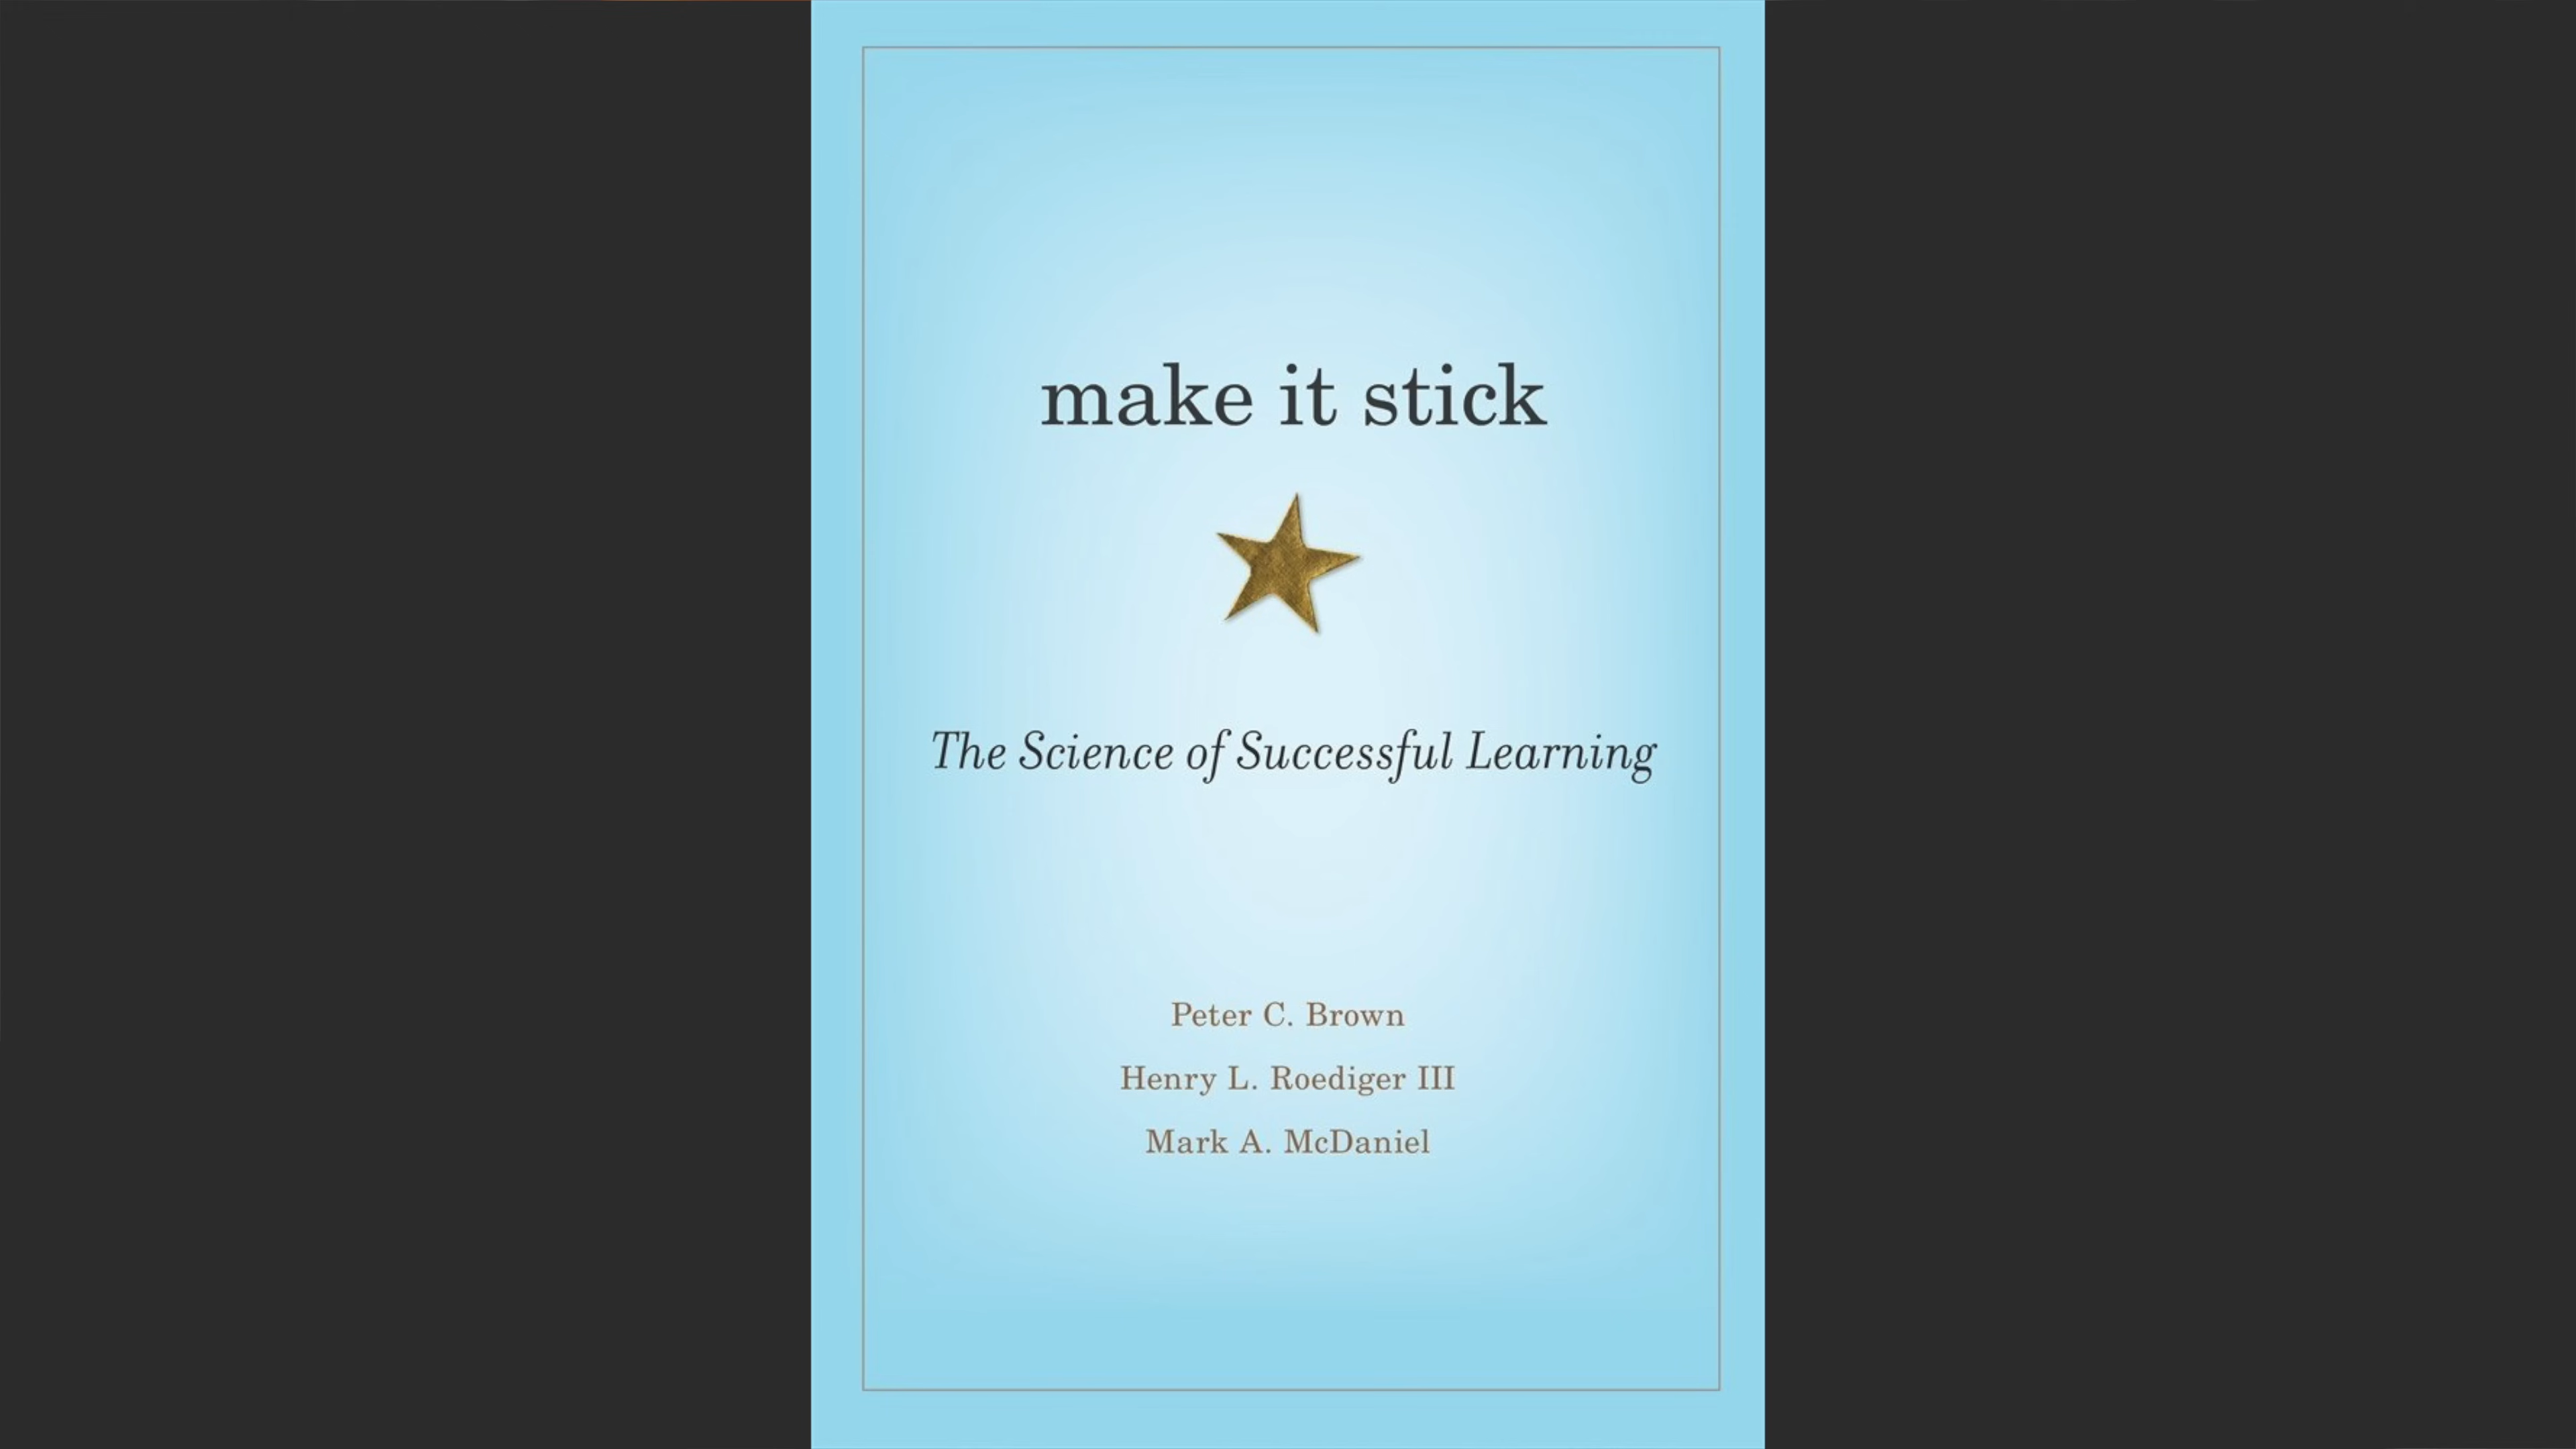 make it stick
The Science of Successful Learning
Peter C. Brown
Henry L. Roediger III
Mark A. McDaniel